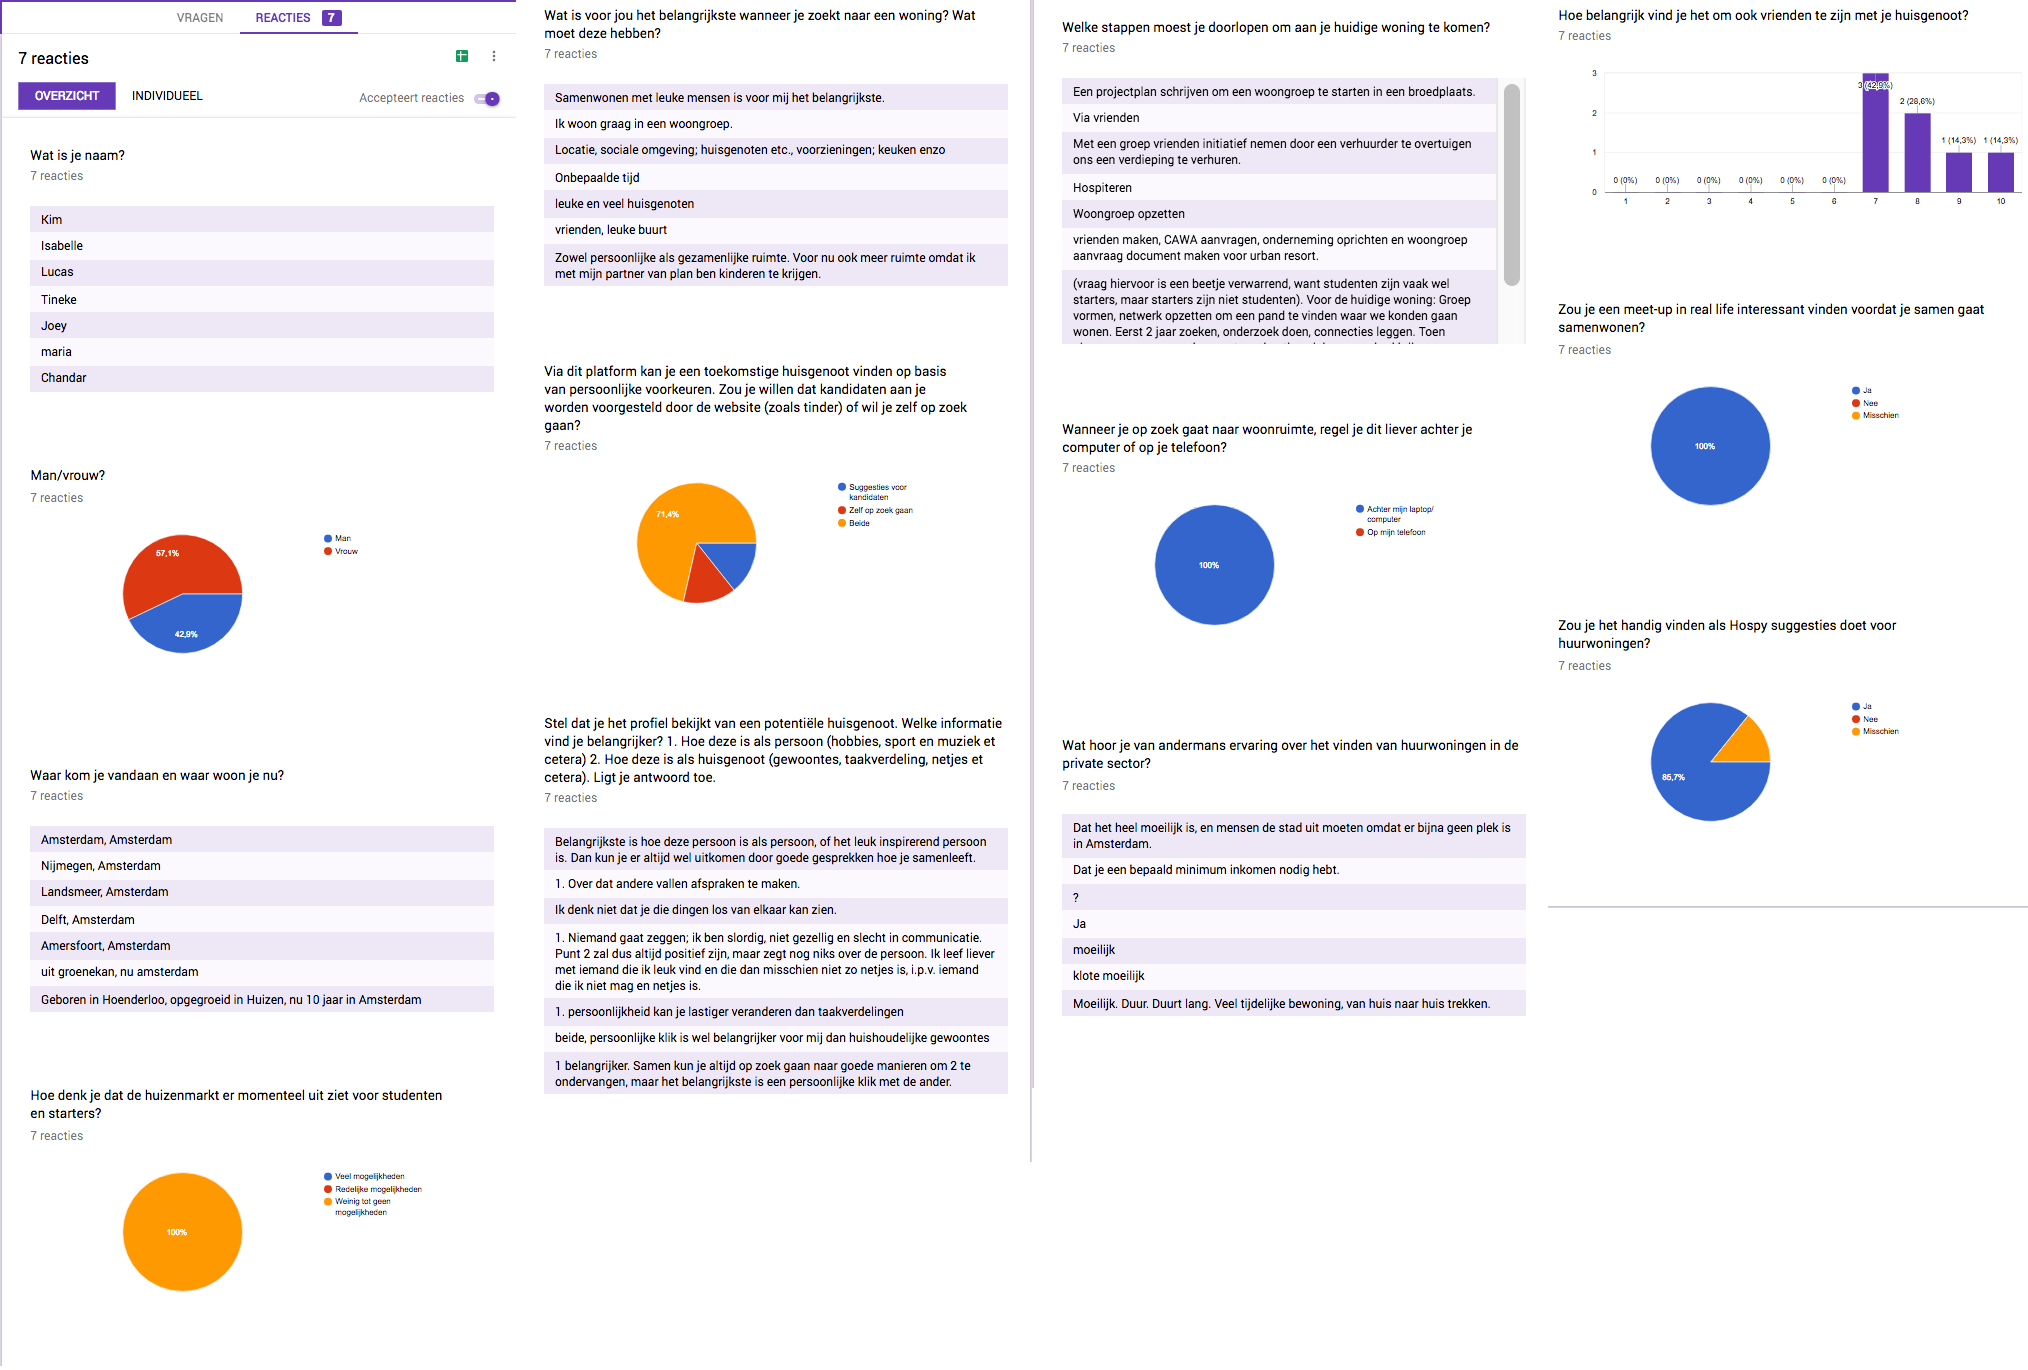 VRAGEN
REACTIES 7
7 reacties
OVERZICHT
INDIVIDUEEL
Accepteert reacties
Wat is je naam?
7 reacties
Kim
Isabelle
Lucas
Tineke
Joey
maria
Chandar
Man/vrouw?
7 reacties
57,1%
42,9%
Man
Vrouw
Waar kom je vandaan en waar woon je nu?
7 reacties
Amsterdam, Amsterdam
Nijmegen, Amsterdam
Landsmeer, Amsterdam
Delft, Amsterdam
Amersfoort, Amsterdam
uit groenekan, nu amsterdam
Geboren in Hoenderloo, opgegroeid in Huizen, nu 10 jaar in Amsterdam
Hoe denk je dat de huizenmarkt er momenteel uit ziet voor studenten
en starters?
7 reacties
100%
Veel mogelijkheden
Redelijke mogelijkheden
Weinig tot geen
mogelijkheden
Wat is voor jou het belangrijkste wanneer je zoekt naar een woning? Wat
moet deze hebben?
7 reacties
Samenwonen met leuke mensen is voor mij het belangrijkste.
Ik woon graag in een woongroep.
Locatie, sociale omgeving; huisgenoten etc., voorzieningen; keuken enzo
Onbepaalde tijd
leuke en veel huisgenoten
vrienden, leuke buurt
Zowel persoonlijke als gezamenlijke ruimte. Voor nu ook meer ruimte omdat ik
met mijn partner van plan ben kinderen te krijgen.
Via dit platform kan je een toekomstige huisgenoot vinden op basis
van persoonlijke voorkeuren. Zou je willen dat kandidaten aan je
worden voorgesteld door de website (zoals tinder) of wil je zelf op zoek
gaan?
7 reacties
71,4%
Suggesties voor
kandidaten
Zelf op zoek gaan
Beide
Stel dat je het profiel bekijkt van een potentiële huisgenoot. Welke informatie
vind je belangrijker? 1. Hoe deze is als persoon (hobbies, sport en muziek et
cetera) 2. Hoe deze is als huisgenoot (gewoontes, taakverdeling, netjes et
cetera). Ligt je antwoord toe.
7 reacties
Belangrijkste is hoe deze persoon is als persoon, of het leuk inspirerend persoon
is. Dan kun je er altijd wel uitkomen door goede gesprekken hoe je samenleeft.
1. Over dat andere vallen afspraken te maken.
Ik denk niet dat je die dingen los van elkaar kan zien.
1. Niemand gaat zeggen; ik ben slordig, niet gezellig en slecht in communicatie.
Punt 2 zal dus altijd positief zijn, maar zegt nog niks over de persoon. Ik leef liever
met iemand die ik leuk vind en die dan misschien niet zo netjes is, i.p.v. iemand
die ik niet mag en netjes is.
1. persoonlijkheid kan je lastiger veranderen dan taakverdelingen
beide, persoonlijke klik is wel belangrijker voor mij dan huishoudelijke gewoontes
1 belangrijker. Samen kun je altijd op zoek gaan naar goede manieren om 2 te
ondervangen, maar het belangrijkste is een persoonlijke klik met de ander.
Welke stappen moest je doorlopen om aan je huidige woning te komen?
7 reacties
Een projectplan schrijven om een woongroep te starten in een broedplaats.
Via vrienden
Met een groep vrienden initiatief nemen door een verhuurder te overtuigen
ons een verdieping te verhuren.
Hospiteren
Woongroep opzetten
vrienden maken, CAWA aanvragen, onderneming oprichten en woongroep
aanvraag document maken voor urban resort.
(vraag hiervoor is een beetje verwarrend, want studenten zijn vaak wel
starters, maar starters zijn niet studenten). Voor de huidige woning: Groep
vormen, netwerk opzetten om een pand te vinden waar we konden gaan
wonen. Eerst 2 jaar zoeken, onderzoek doen, connecties leggen. Toen
Wanneer je op zoek gaat naar woonruimte, regel je dit liever achter je
computer of op je telefoon?
7 reacties
100%
Achter mijn laptop/
computer
Op mijn telefoon
Wat hoor je van andermans ervaring over het vinden van huurwoningen in de
private sector?
7 reacties
Dat het heel moeilijk is, en mensen de stad uit moeten omdat er bijna geen plek is
in Amsterdam.
Dat je een bepaald minimum inkomen nodig hebt.
?
Ja
moeilijk
klote moeilijk
Moeilijk. Duur. Duurt lang. Veel tijdelijke bewoning, van huis naar huis trekken.
Hoe belangrijk vind je het om ook vrienden te zijn met je huisgenoot?
7 reacties
3
2
1
0
0 (0%) 0 (0%) 0 (0%) 0 (0%) 0 (0%) 0 (0%) 3 (42,9%) 2 (28,6%) 1 (14,3%) 1 (14,3%)
1 2 3 4 5 6 7 8 9 10
Zou je een meet-up in real life interessant vinden voordat je samen gaat
samenwonen?
7 reacties
100%
Ja
Nee
Misschien
Zou je het handig vinden als Hospy suggesties doet voor
huurwoningen?
7 reacties
85,7%
Ja
Nee
Misschien